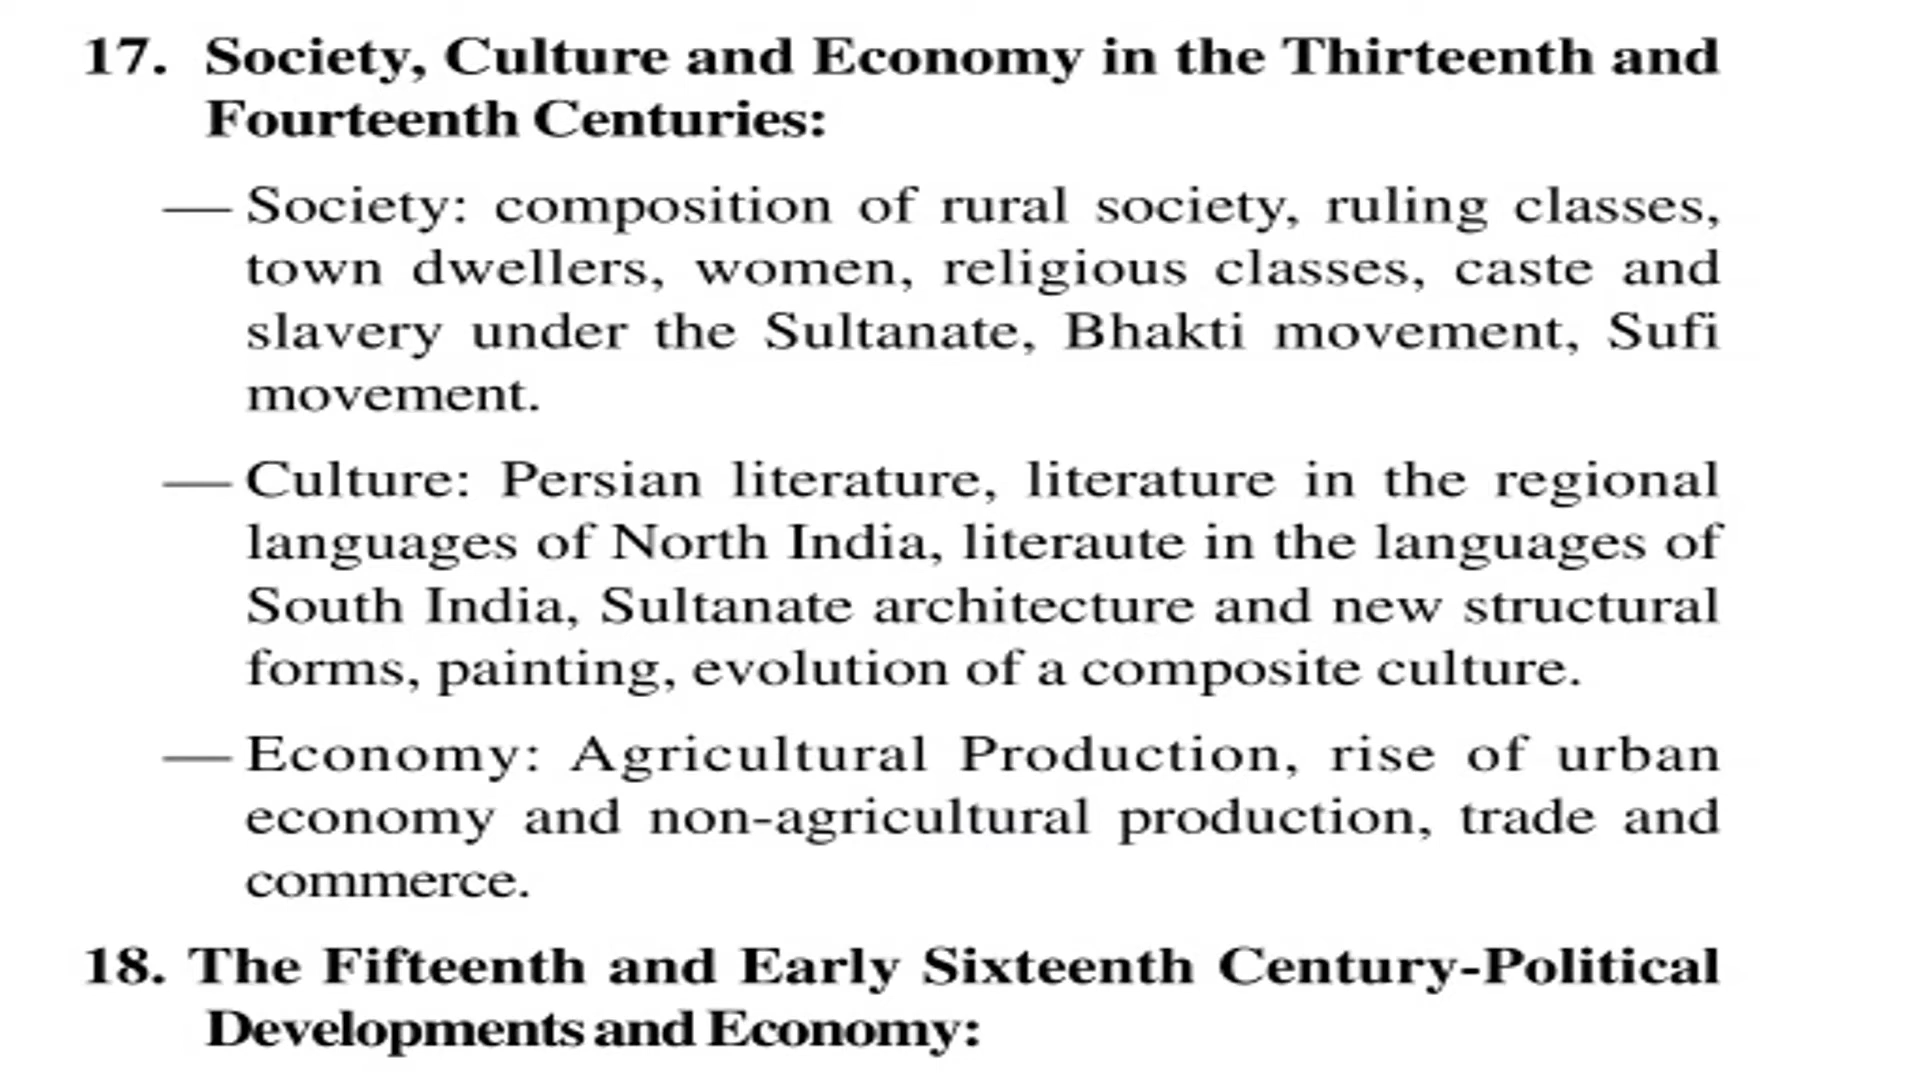 17. Society, Culture and Economy in the Thirteenth and
Fourteenth Centuries:
— Society: composition of rural society, ruling classes,
town dwellers, women, religious classes, caste and
slavery under the Sultanate, Bhakti movement, Sufi
movement.
— Culture: Persian literature, literature in the regional
languages of North India, literaute in the languages of
South India, Sultanate architecture and new structural
forms, painting, evolution of a composite culture.
— Economy: Agricultural Production, rise of urban
economy and non-agricultural production, trade and
commerce.
18. The Fifteenth and Early Sixteenth Century-Political
Developments and Economy: